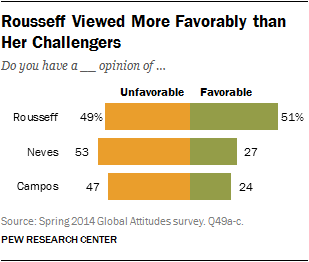 Rousseff Viewed More Favorably than
Her Challengers
Do you have a __ opinion of ...
Unfavorable Favorable
Rousseff 49% 51%
Neves 53 27
Campos 47 24
Source: Spring 2014 Global Attitudes survey. Q49a-c.
PEW RESEARCH CENTER